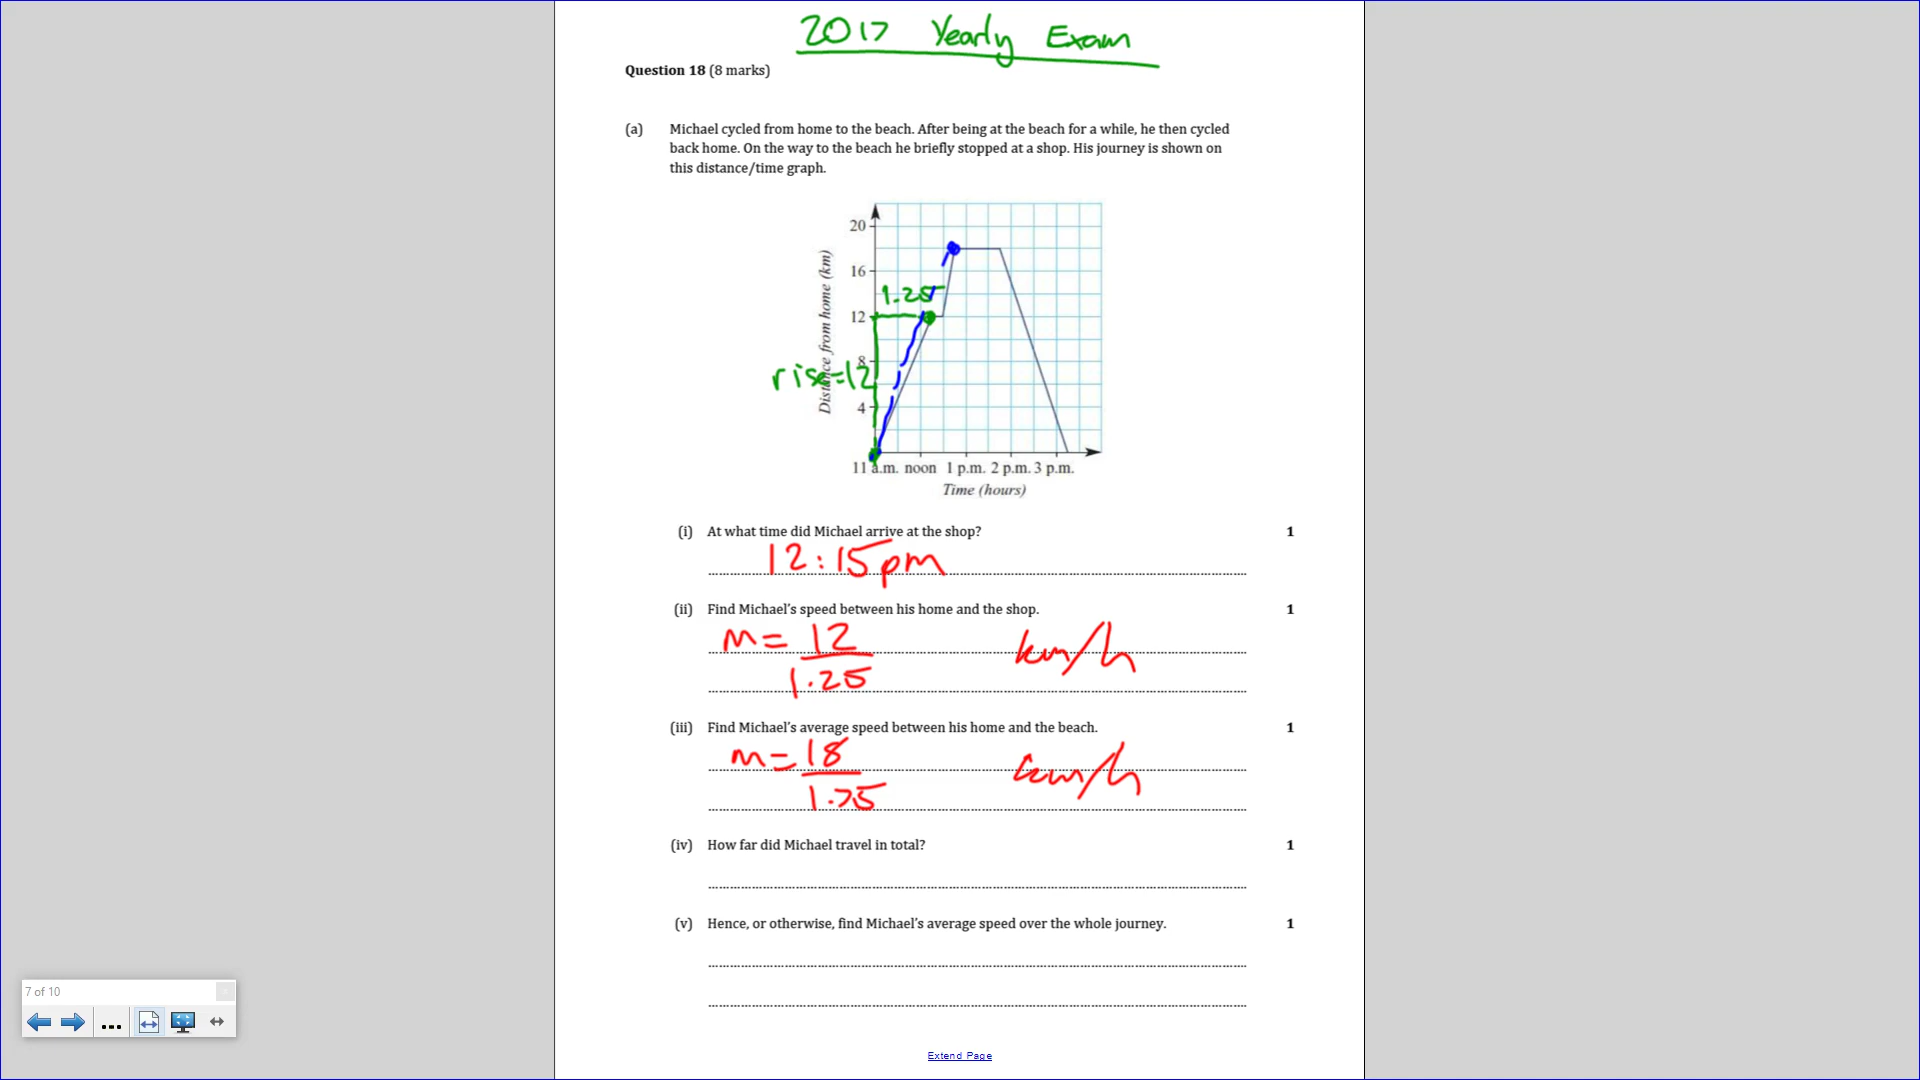 2017 Yearly Exam
Question 18 (8 marks)
(a) Michael cycled from home to the beach. After being at the beach for a while, he then cycled
back home. On the way to the beach he briefly stopped at a shop. His journey is shown on
this distance/time graph.
20
16
1.25
12
8
rise=12
4
Distance from home (km)
11 a.m. noon 1 p.m. 2 p.m. 3 p.m.
Time (hours)
(i) At what time did Michael arrive at the shop? 1
12:15pm
(ii) Find Michael's speed between his home and the shop. 1
m= 12 km/h
1.25
(iii) Find Michael's average speed between his home and the beach. 1
m= 18 km/h
1.75
(iv) How far did Michael travel in total? 1
(v) Hence, or otherwise, find Michael's average speed over the whole journey. 1
7 of 10
...
Extend Page